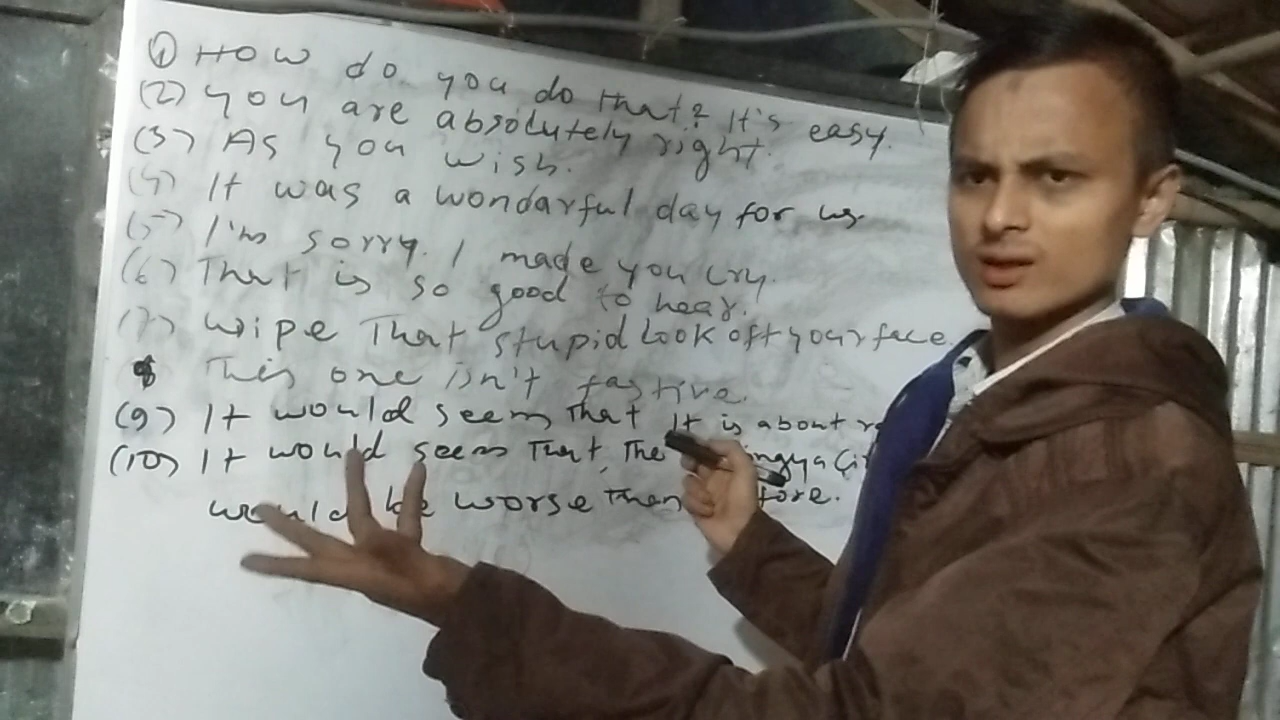 (1) How do you do that? It's easy.
(2) you are absolutely right.
(3) As you wish.
(4) It was a wondarful day for us.
(5) I'm sorry. I made you cry.
(6) That is so good to hear.
(7) Wipe That stupid Look off your face.
This one isn't fastive.
(9) It would seem That It is about
(10) It would seem That, The
would be worse Then